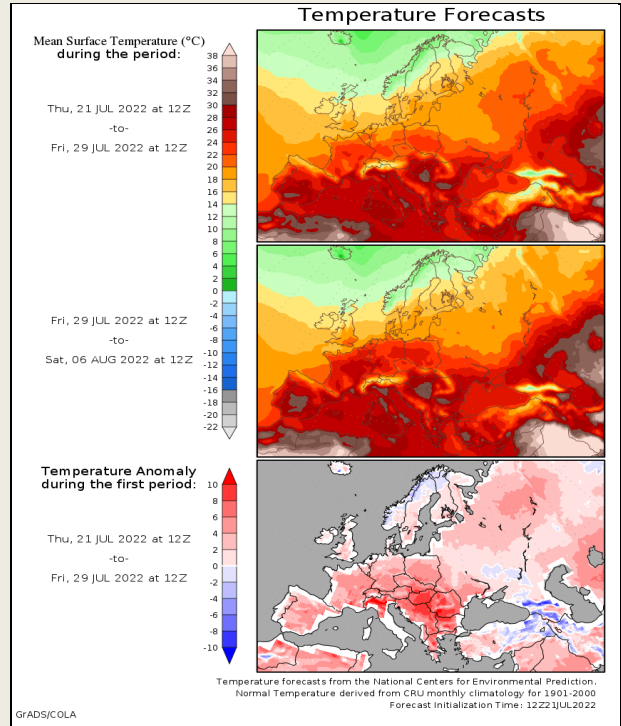 Temperature Forecasts
Mean Surface Temperature (°C)
during the period:
Thu, 21 JUL 2022 at 12Z
-to-
Fri, 29 JUL 2022 at 12Z
38
36
34
32
30
28
26
24
22
20
18
16
14
12
10
8
6
4
2
0
-2
-4
-6
-8
-10
-12
-14
-16
-18
-20
-22
Fri, 29 JUL 2022 at 12Z
-to-
Sat, 06 AUG 2022 at 12Z
Temperature Anomaly
during the first period:
Thu, 21 JUL 2022 at 12Z
-to-
Fri, 29 JUL 2022 at 12Z
10
8
6
4
2
0
-2
-4
-6
-8
-10
Temperature forecasts from the National Centers for Environmental Prediction.
Normal Temperature derived from CRU monthly climatology for 1901-2000
Forecast Initialization Time: 12Z21JUL2022
GrADS/COLA